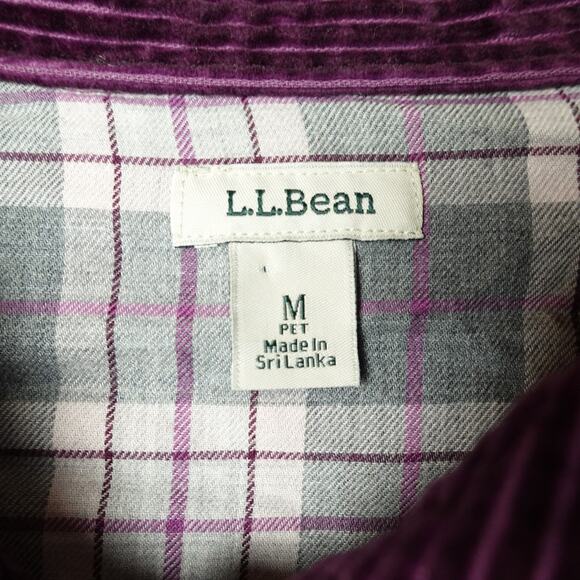 L.L.Bean
M
PET
Made In
Sri Lanka